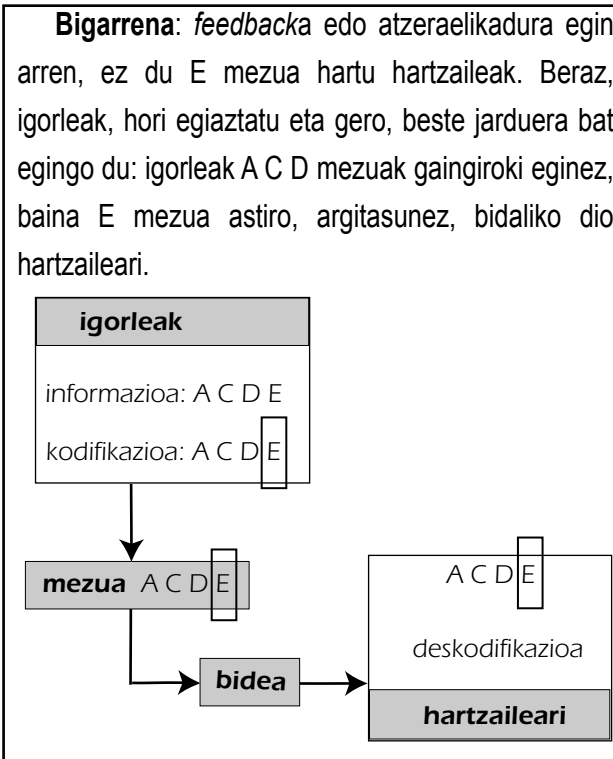 Bigarrena: feedbacka edo atzeraelikadura egin
arren, ez du E mezua hartu hartzaileak. Beraz,
igorleak, hori egiaztatu eta gero, beste jarduera bat
egingo du: igorleak A C D mezuak gaingiroki eginez,
baina E mezua astiro, argitasunez, bidaliko dio
hartzaileari.
igorleak
informazioa: A C D E
kodifikazioa: A C D E
mezua A C D E
bidea
A C D E
deskodifikazioa
hartzaileari